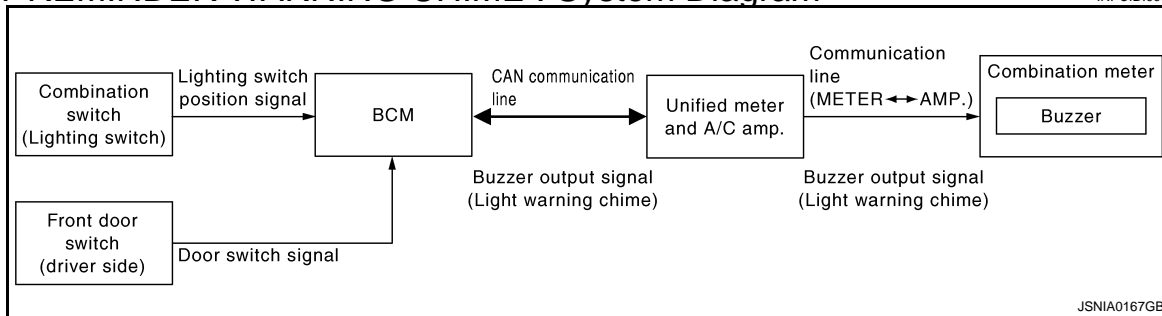 System Diagram
Combination
switch
(Lighting switch)
Lighting switch
position signal
BCM
CAN communication
line
Unified meter
and A/C amp.
Communication
line
(METER↔AMP.)
Combination meter
Buzzer
Buzzer output signal
(Light warning chime)
Buzzer output signal
(Light warning chime)
Front door
switch
(driver side)
Door switch signal
JSNIA0167GB